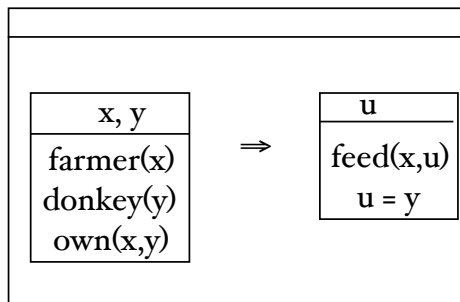 x, y
farmer(x)
donkey(y)
own(x,y)
⇒
u
feed(x,u)
u = y